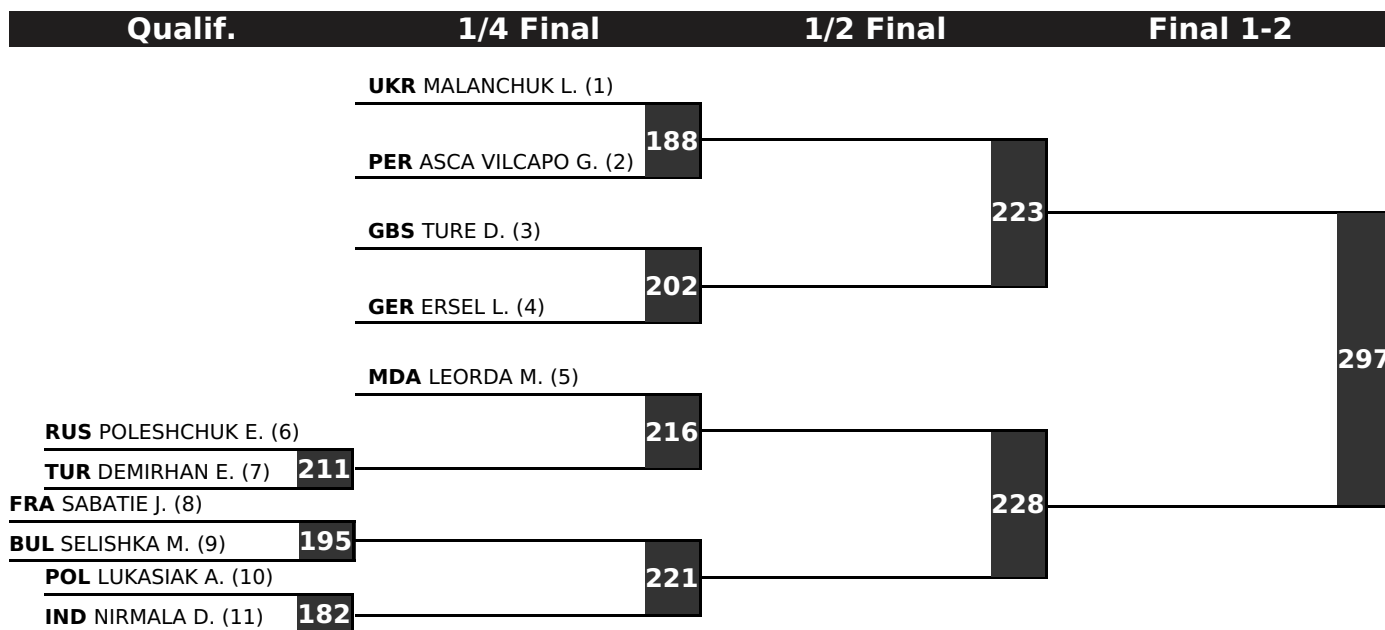 Qualif. 1/4 Final 1/2 Final Final 1-2
UKR MALANCHUK L. (1)
188
PER ASCA VILCAPO G. (2)
223
GBS TURE D. (3)
202
GER ERSEL L. (4)
297
MDA LEORDA M. (5)
RUS POLESHCHUK E. (6)
216
TUR DEMIRHAN E. (7) 211
FRA SABATIE J. (8)
228
BUL SELISHKA M. (9) 195
POL LUKASIAK A. (10)
221
IND NIRMALA D. (11) 182